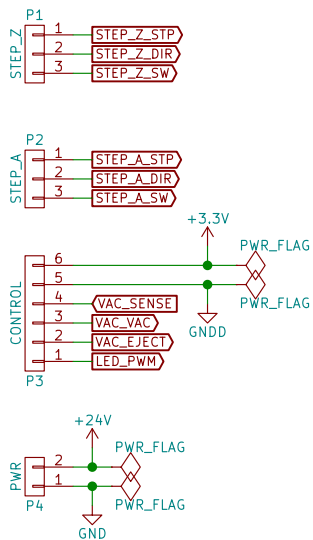 P1
STEP_Z
1 STEP_Z_STP
2 STEP_Z_DIR
3 STEP_Z_SW
P2
STEP_A
1 STEP_A_STP
2 STEP_A_DIR
3 STEP_A_SW
+3.3V
PWR_FLAG
CONTROL
6
5
PWR_FLAG
4 VAC_SENSE
3 VAC_VAC
GNDD
2 VAC_EJECT
1 LED_PWM
P3
+24V
PWR_FLAG
PWR
2
1
P4
PWR_FLAG
GND